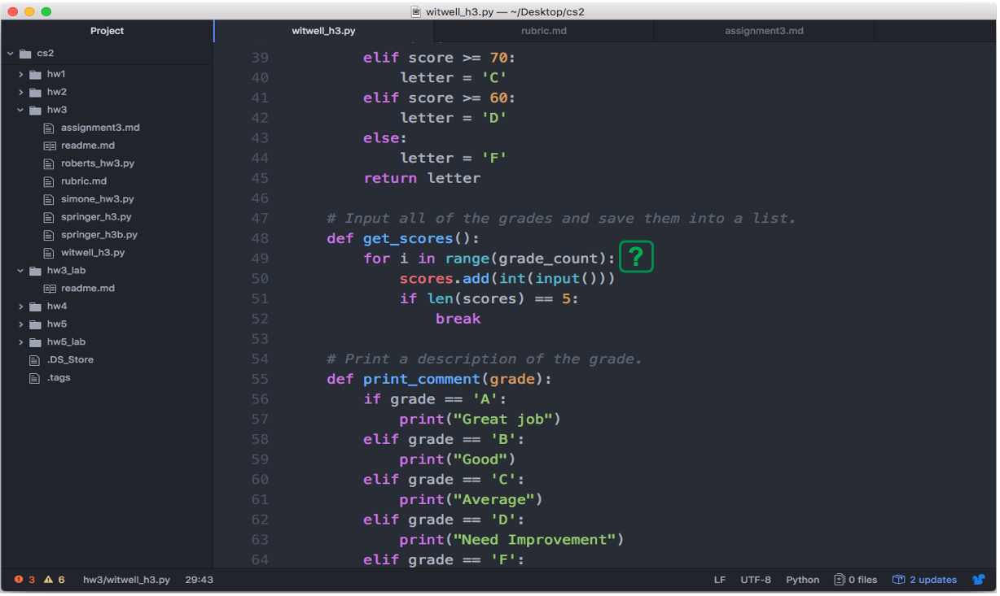 witwell_h3.py — ~/Desktop/cs2
Project
witwell_h3.py
rubric.md
assignment3.md
cs2
hw1
hw2
hw3
assignment3.md
readme.md
roberts_hw3.py
rubric.md
simone_hw3.py
springer_h3.py
springer_h3b.py
witwell_h3.py
hw3_lab
readme.md
hw4
hw5
hw5_lab
.DS_Store
.tags
39 elif score >= 70:
40 letter = 'C'
41 elif score >= 60:
42 letter = 'D'
43 else:
44 letter = 'F'
45 return letter
46
47 # Input all of the grades and save them into a list.
48 def get_scores():
49 for i in range(grade_count): ?
50 scores.add(int(input()))
51 if len(scores) == 5:
52 break
53
54 # Print a description of the grade.
55 def print_comment(grade):
56 if grade == 'A':
57 print("Great job")
58 elif grade == 'B':
59 print("Good")
60 elif grade == 'C':
61 print("Average")
62 elif grade == 'D':
63 print("Need Improvement")
64 elif grade == 'F':
3 6 hw3/witwell_h3.py 29:43 LF UTF-8 Python 0 files 2 updates